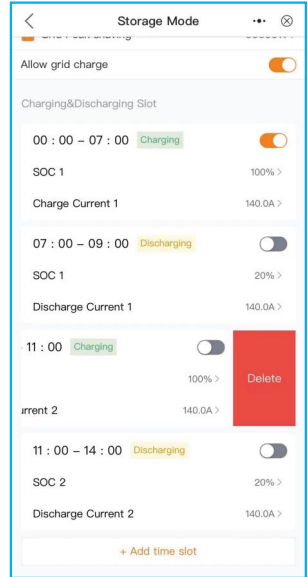 Storage Mode
Allow grid charge
Charging&Discharging Slot
00 : 00 – 07 : 00 Charging
SOC 1 100% >
Charge Current 1 140.0A >
07 : 00 – 09 : 00 Discharging
SOC 1 20% >
Discharge Current 1 140.0A >
11 : 00 Charging
100% >
Delete
urrent 2 140.0A >
11 : 00 – 14 : 00 Discharging
SOC 2 20% >
Discharge Current 2 140.0A >
+ Add time slot